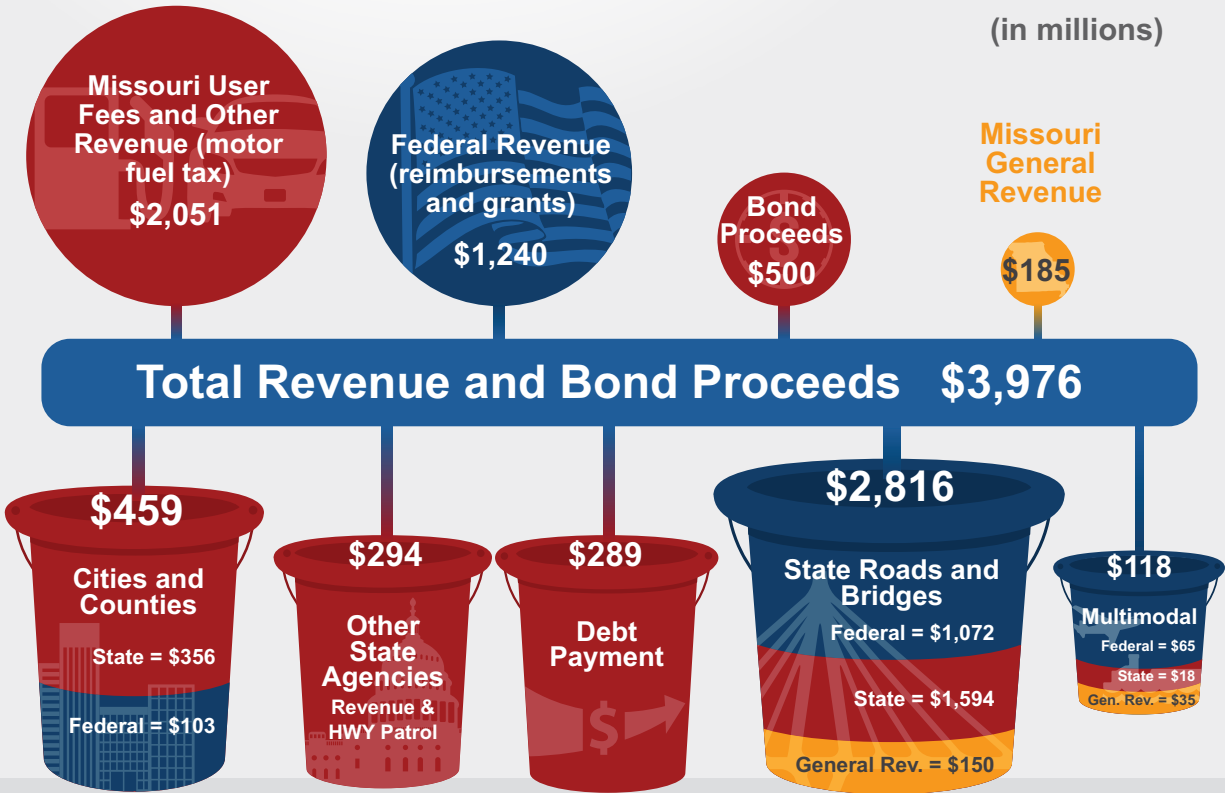 (in millions)
Missouri User
Fees and Other
Revenue (motor
fuel tax)
$2,051
Federal Revenue
(reimbursements
and grants)
$1,240
Bond
Proceeds
$500
Missouri
General
Revenue
$185
Total Revenue and Bond Proceeds $3,976
$459
Cities and
Counties
State = $356
Federal = $103
$294
Other
State
Agencies
Revenue &
HWY Patrol
$289
Debt
Payment
$
$2,816
State Roads and
Bridges
Federal = $1,072
State = $1,594
General Rev. = $150
$118
Multimodal
Federal = $65
State = $18
Gen. Rev. = $35